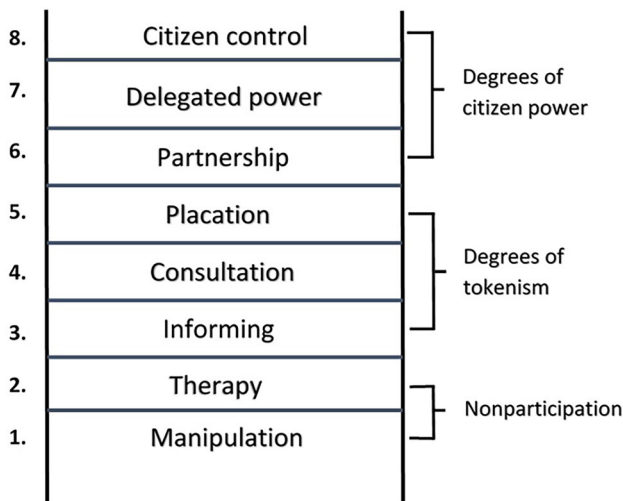 8. Citizen control
7. Delegated power
6. Partnership
Degrees of
citizen power
5. Placation
4. Consultation
3. Informing
Degrees of
tokenism
2. Therapy
1. Manipulation
Nonparticipation